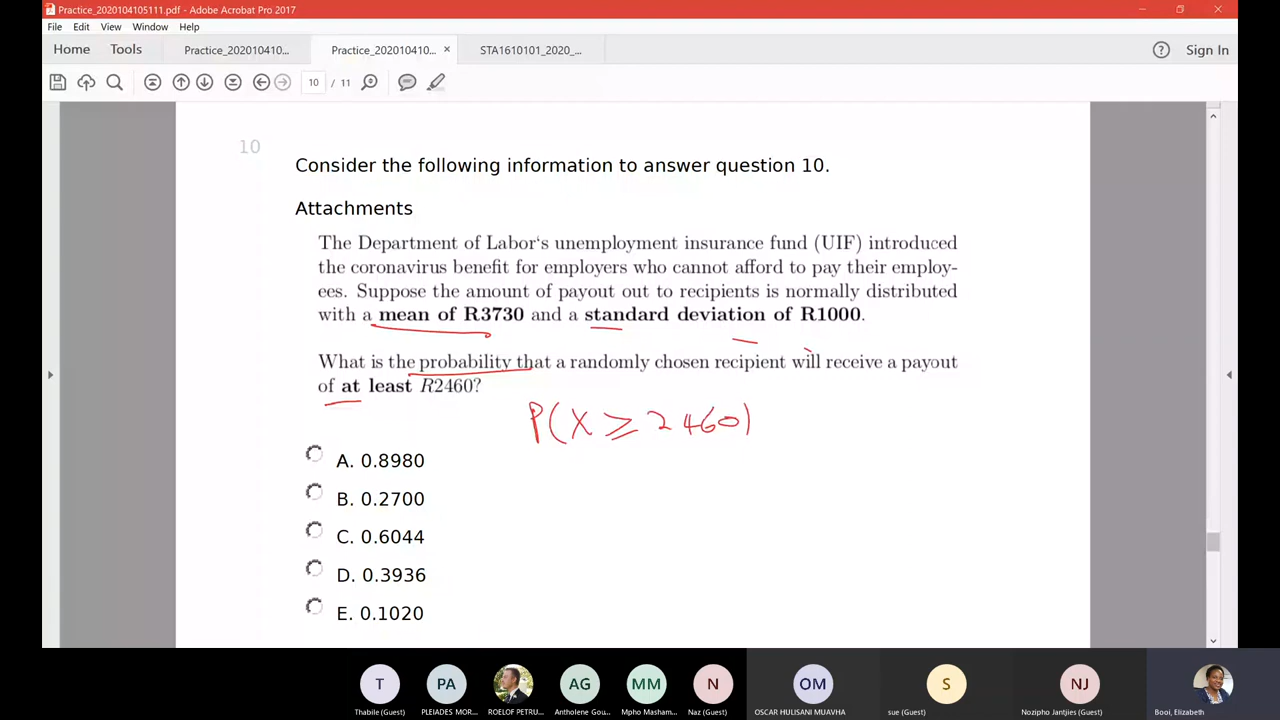 Practice_2020104105111.pdf - Adobe Acrobat Pro 2017
File Edit View Window Help
Home Tools Practice_202010410... Practice_202010410... × STA1610101_2020_... Sign In
10 / 11
10
Consider the following information to answer question 10.
Attachments
The Department of Labor‘s unemployment insurance fund (UIF) introduced
the coronavirus benefit for employers who cannot afford to pay their employ-
ees. Suppose the amount of payout out to recipients is normally distributed
with a mean of R3730 and a standard deviation of R1000.
What is the probability that a randomly chosen recipient will receive a payout
of at least R2460?
P(X ≥ 2460)
A. 0.8980
B. 0.2700
C. 0.6044
D. 0.3936
E. 0.1020
T PA AG MM N OM S NJ
Thabile (Guest) PLEIADES MOR... ROELOF PETRU... Antholene Gou... Mpho Masham... Naz (Guest) OSCAR HULISANI MUAVHA sue (Guest) Nozipho Jantjies (Guest) Booi, Elizabeth